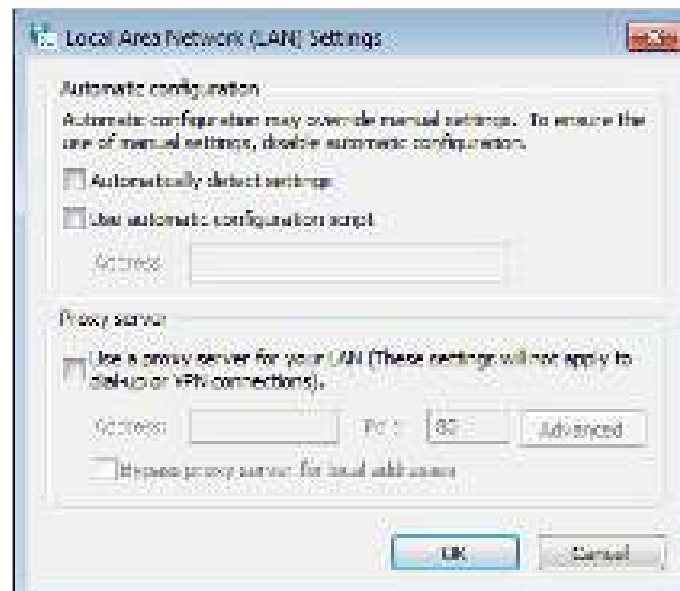 Local Area Network (LAN) Settings
Automatic configuration
Automatic configuration may override manual settings. To ensure the
use of manual settings, disable automatic configuration.
Automatically detect settings
Use automatic configuration script
Address
Proxy server
Use a proxy server for your LAN (These settings will not apply to
dial-up or VPN connections).
Address: Port: 80 Advanced
Bypass proxy server for local addresses
OK Cancel